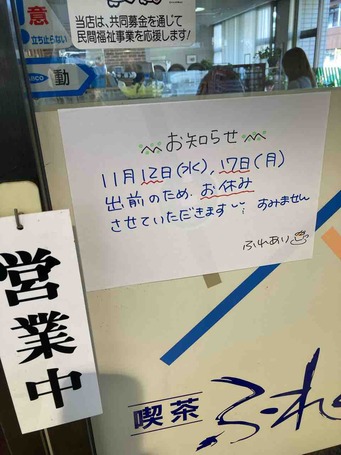 当店は、共同募金を通じて
民間福祉事業を応援します!
意
立ち止らない
動
お知らせ
11月12日(水), 17日(月)
出前のため、お休み
させていただきます すみません
ふれあい
営業中
喫茶
ふれ